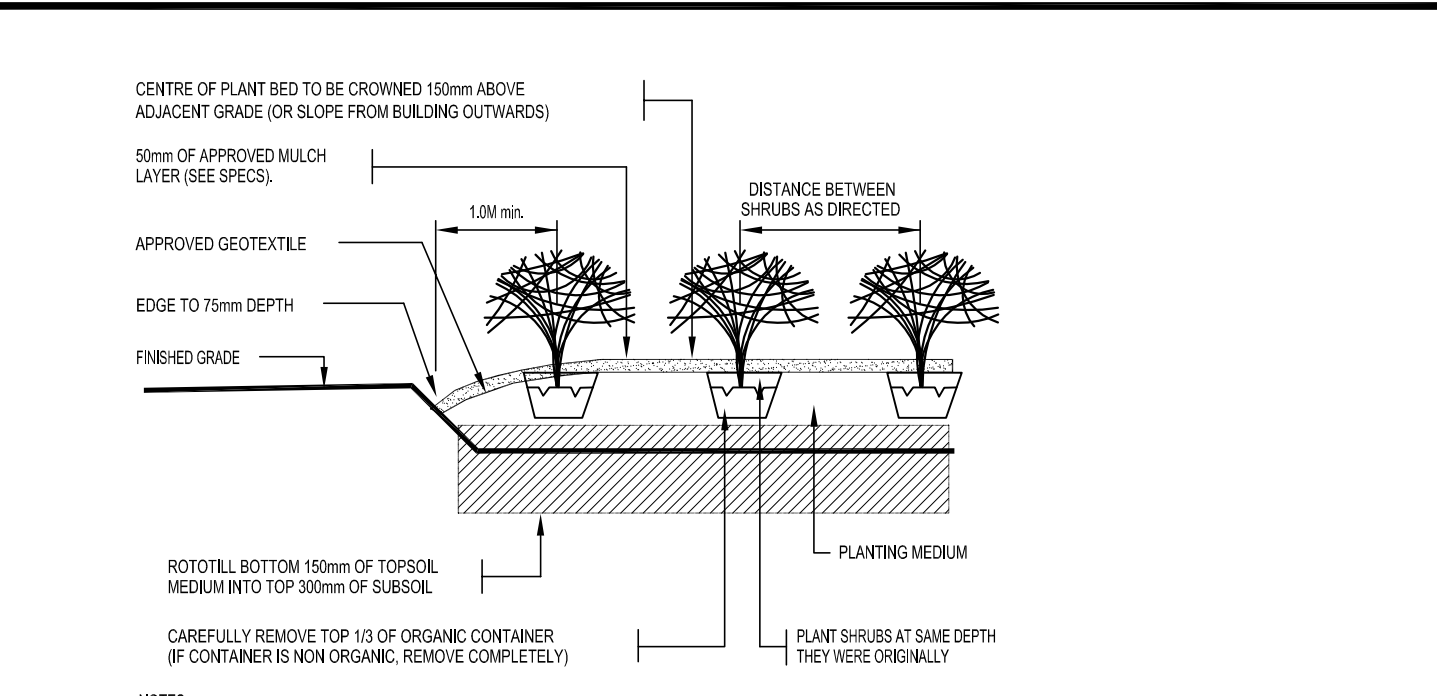 CENTRE OF PLANT BED TO BE CROWNED 150mm ABOVE
ADJACENT GRADE (OR SLOPE FROM BUILDING OUTWARDS)
50mm OF APPROVED MULCH
LAYER (SEE SPECS).
DISTANCE BETWEEN
SHRUBS AS DIRECTED
1.0M min.
APPROVED GEOTEXTILE
EDGE TO 75mm DEPTH
FINISHED GRADE
PLANTING MEDIUM
ROTOTILL BOTTOM 150mm OF TOPSOIL
MEDIUM INTO TOP 300mm OF SUBSOIL
CAREFULLY REMOVE TOP 1/3 OF ORGANIC CONTAINER
(IF CONTAINER IS NON ORGANIC, REMOVE COMPLETELY)
PLANT SHRUBS AT SAME DEPTH
THEY WERE ORIGINALLY